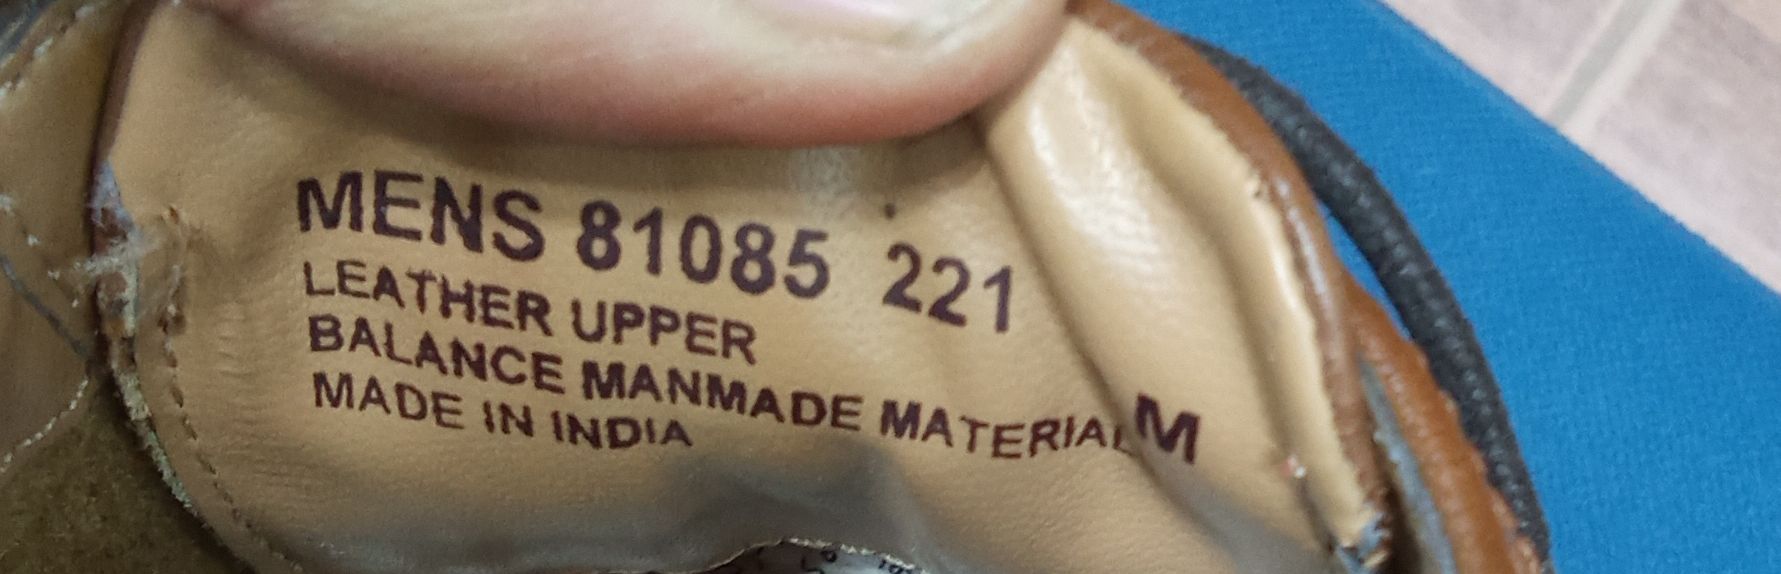 MENS 81085 221
LEATHER UPPER
BALANCE MANMADE MATERIAL M
MADE IN INDIA